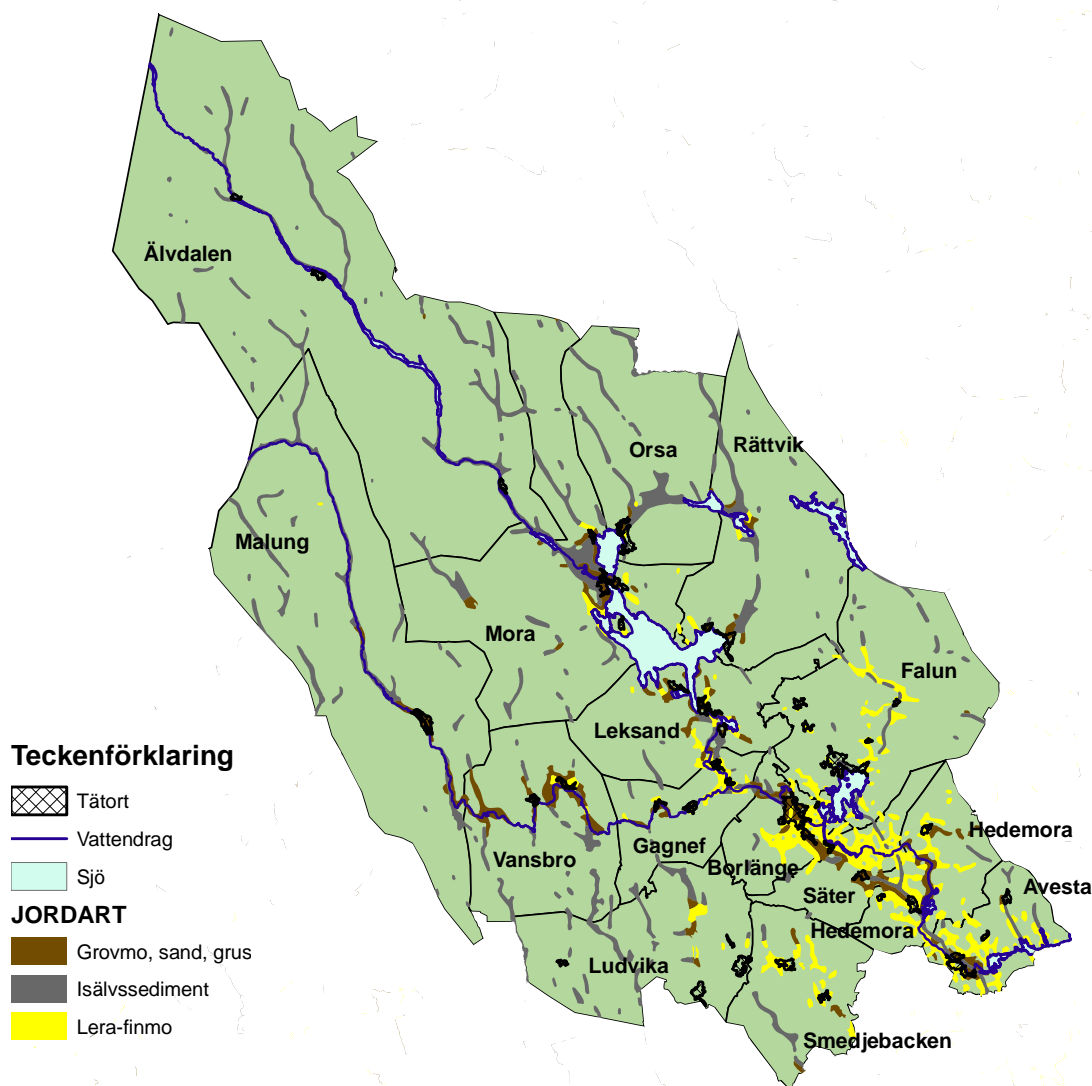 Älvdalen
Orsa
Rättvik
Malung
Mora
Falun
Leksand
Teckenförklaring
Tätort
Vattendrag
Sjö
JORDART
Grovmo, sand, grus
Isälvssediment
Lera-finmo
Hedemora
Gagnef
Vansbro
Borlänge
Avesta
Säter
Hedemora
Ludvika
Smedjebacken